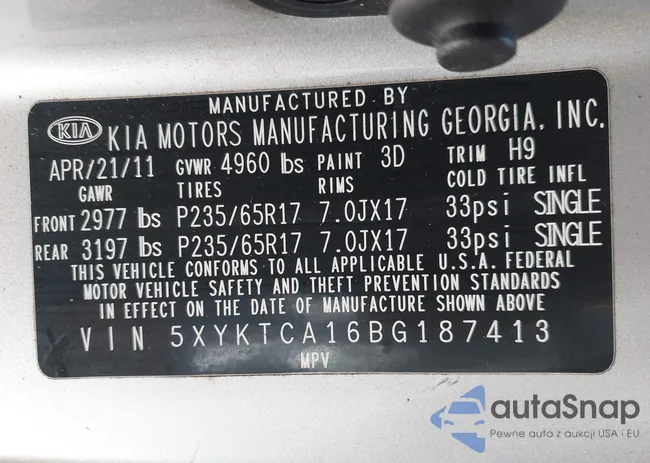 MANUFACTURED BY
KIA KIA MOTORS MANUFACTURING GEORGIA, INC.
APR/21/11 GVWR 4960 lbs PAINT 3D TRIM H9
GAWR TIRES RIMS COLD TIRE INFL
FRONT 2977 lbs P235/65R17 7.0JX17 33psi SINGLE
REAR 3197 lbs P235/65R17 7.0JX17 33psi SINGLE
THIS VEHICLE CONFORMS TO ALL APPLICABLE U.S.A. FEDERAL
MOTOR VEHICLE SAFETY AND THEFT PREVENTION STANDARDS
IN EFFECT ON THE DATE OF MANUFACTURE SHOWN ABOVE
VIN 5XYKTCA16BG187413
MPV
autoSnap
Pewne auta z aukcji USA i EU